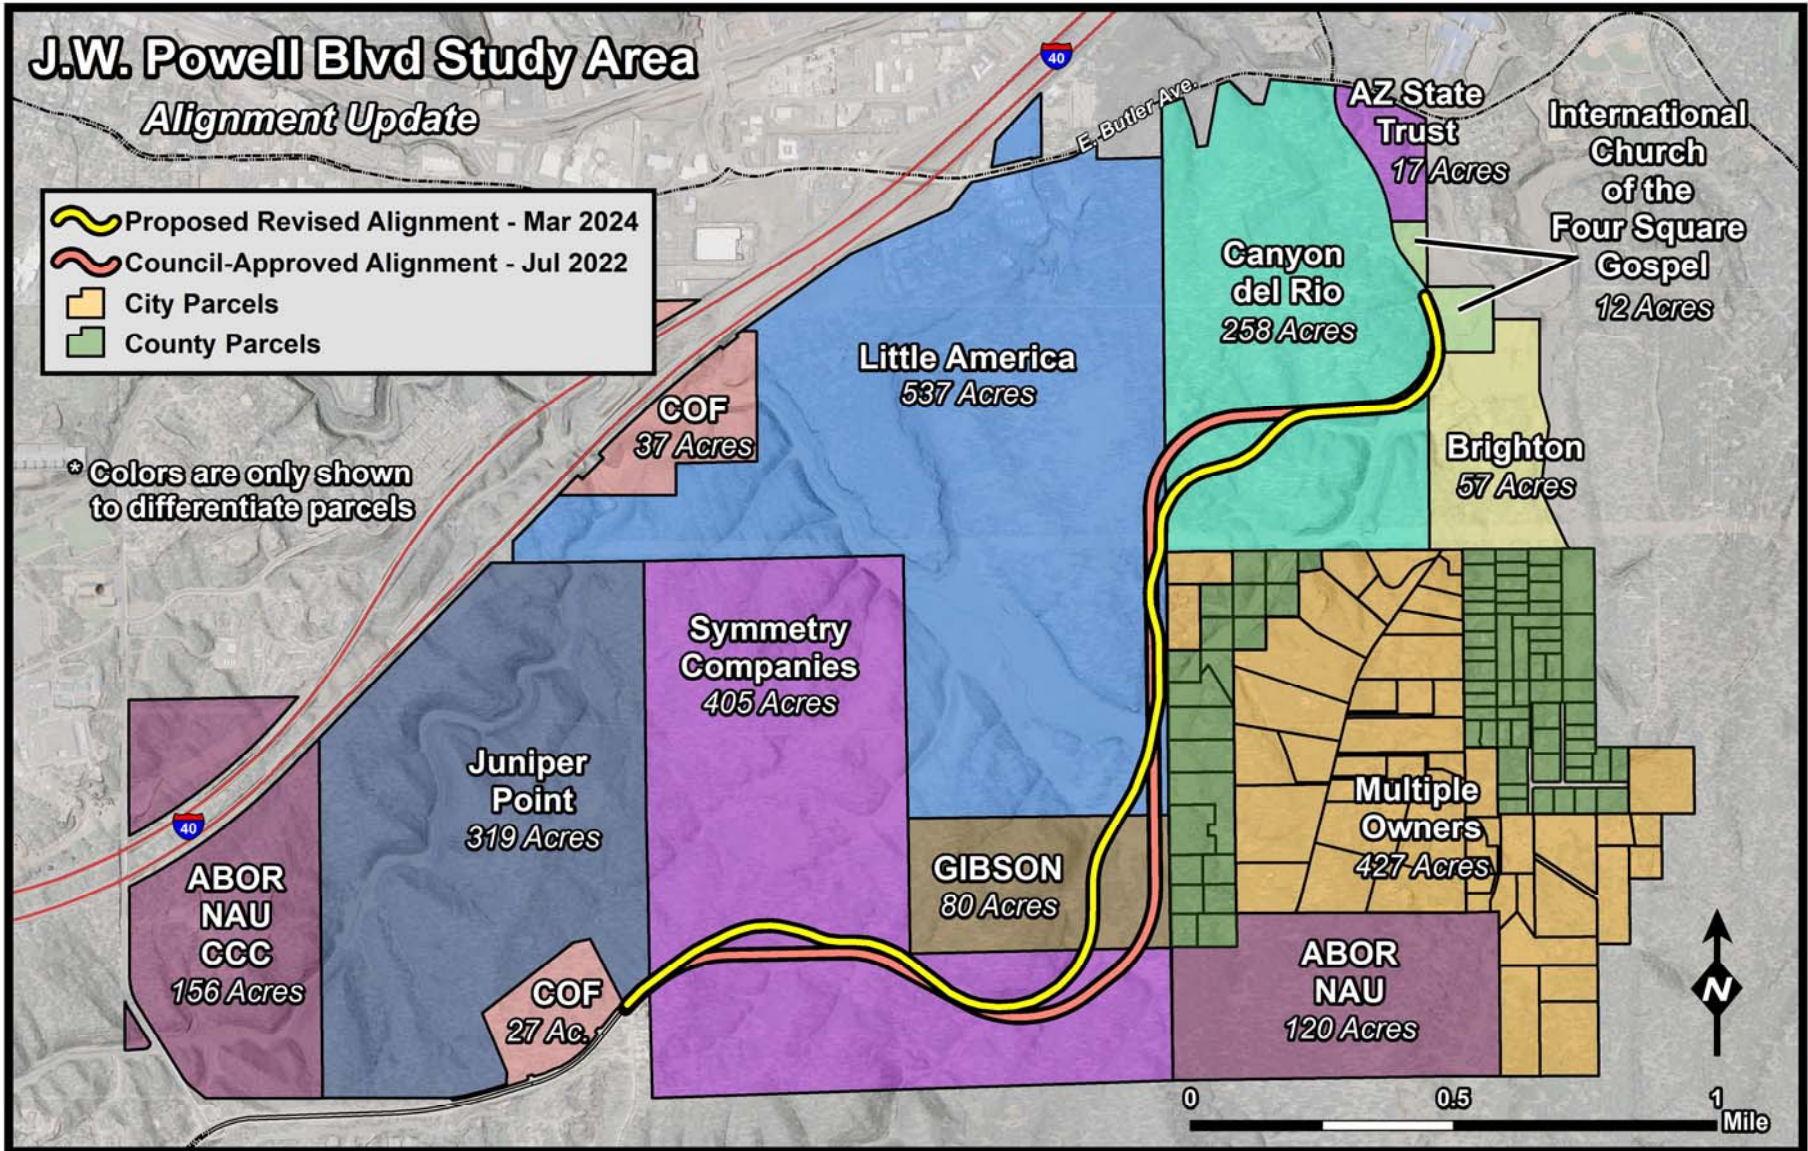 J.W. Powell Blvd Study Area
Alignment Update
Proposed Revised Alignment - Mar 2024
Council-Approved Alignment - Jul 2022
City Parcels
County Parcels
* Colors are only shown
to differentiate parcels
40
E. Butler Ave.
AZ State
Trust
17 Acres
International
Church
of the
Four Square
Gospel
12 Acres
Canyon
del Rio
258 Acres
Little America
537 Acres
COF
37 Acres
Brighton
57 Acres
Symmetry
Companies
405 Acres
Juniper
Point
319 Acres
Multiple
Owners
427 Acres
40
ABOR
NAU
CCC
156 Acres
GIBSON
80 Acres
COF
27 Ac.
ABOR
NAU
120 Acres
N
0 0.5 1
Mile